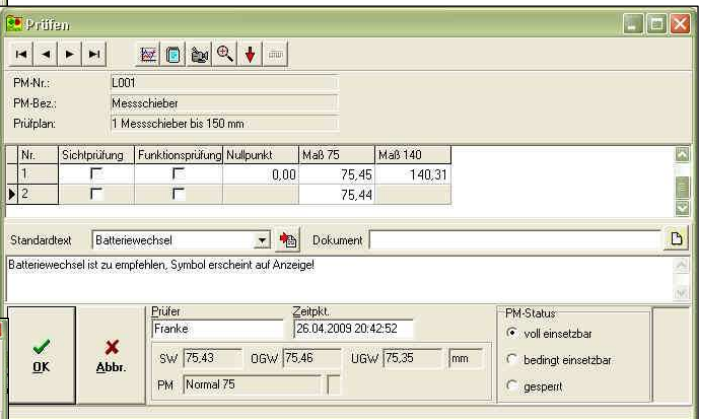 Prüfen
PM-Nr.: L001
PM-Bez.: Messschieber
Prüfplan: 1 Messschieber bis 150 mm
Nr. Sichtprüfung Funktionsprüfung Nullpunkt Maß 75 Maß 140
1 0,00 75,45 140,31
2 75,44
Standardtext Batteriewechsel Dokument
Batteriewechsel ist zu empfehlen, Symbol erscheint auf Anzeige!
Prüfer Zeitpkt. PM-Status
Franke 26.04.2009 20:42:52 voll einsetzbar
OK Abbr. SW 75,43 OGW 75,46 UGW 75,35 mm bedingt einsetzbar
PM Normal 75 gesperrt